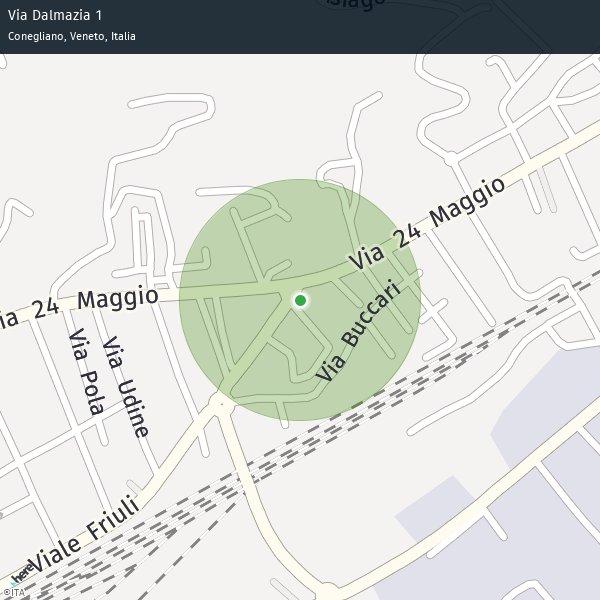 Via Dalmazia 1
Conegliano, Veneto, Italia
Via 24 Maggio
ia 24 Maggio
Via Buccari
Via Pola
Via Udine
Viale Friuli
here
©ITA